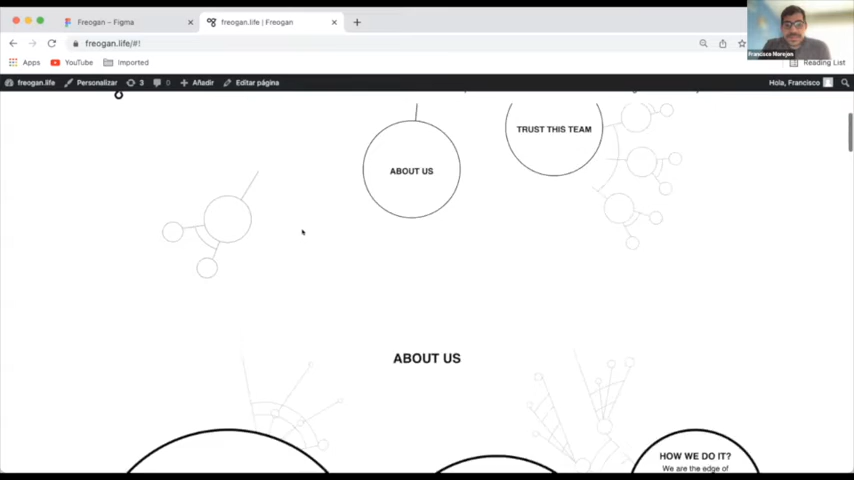 Freogan – Figma
freogan.life | Freogan
freogan.life/#!
Apps
YouTube
Imported
Reading List
Francisco Morejon
freogan.life
Personalizar
3
0
Añadir
Editar página
Hola, Francisco
TRUST THIS TEAM
ABOUT US
ABOUT US
HOW WE DO IT?
We are the edge of